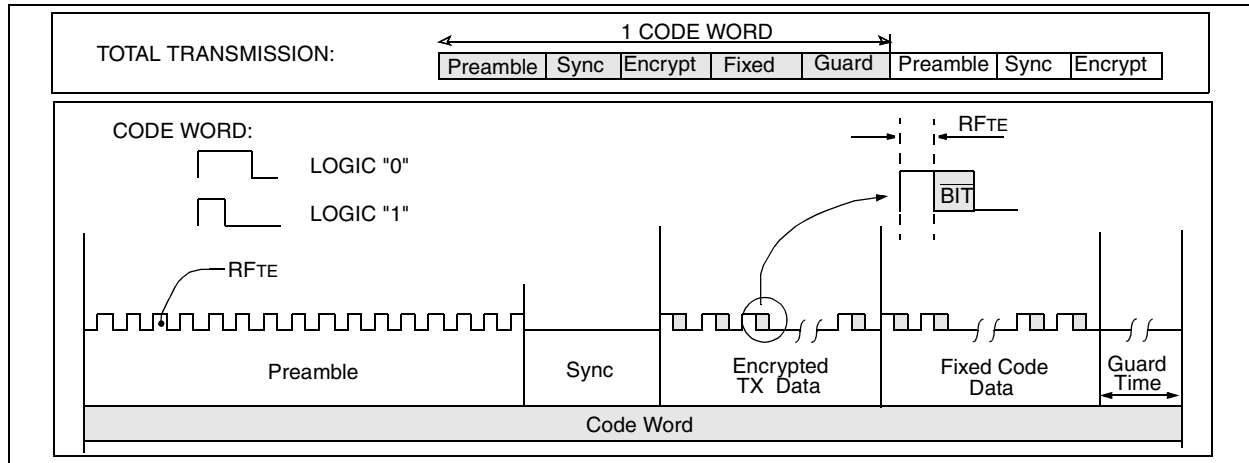 TOTAL TRANSMISSION:
1 CODE WORD
Preamble Sync Encrypt Fixed Guard Preamble Sync Encrypt
CODE WORD:
LOGIC "0"
LOGIC "1"
RFTE
BIT
RFTE
Preamble
Sync
Encrypted
TX Data
Fixed Code
Data
Guard
Time
Code Word